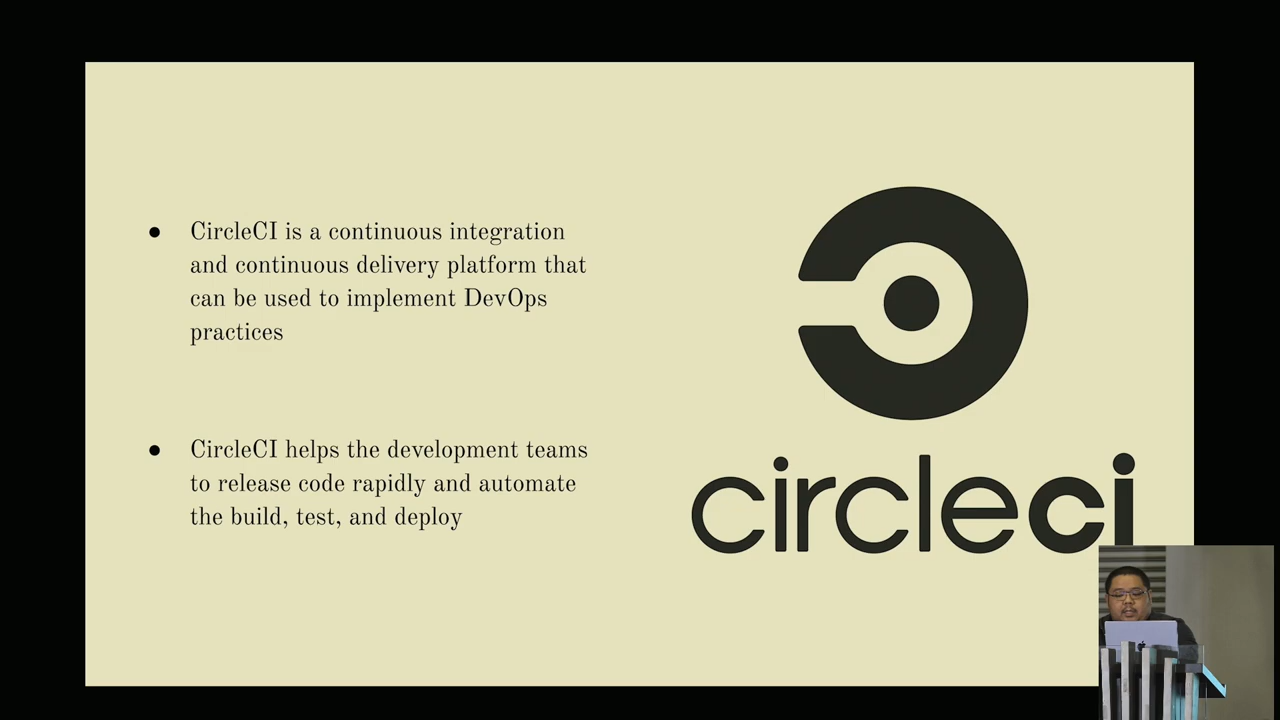 ● CircleCI is a continuous integration
and continuous delivery platform that
can be used to implement DevOps
practices
● CircleCI helps the development teams
to release code rapidly and automate
the build, test, and deploy
circleci